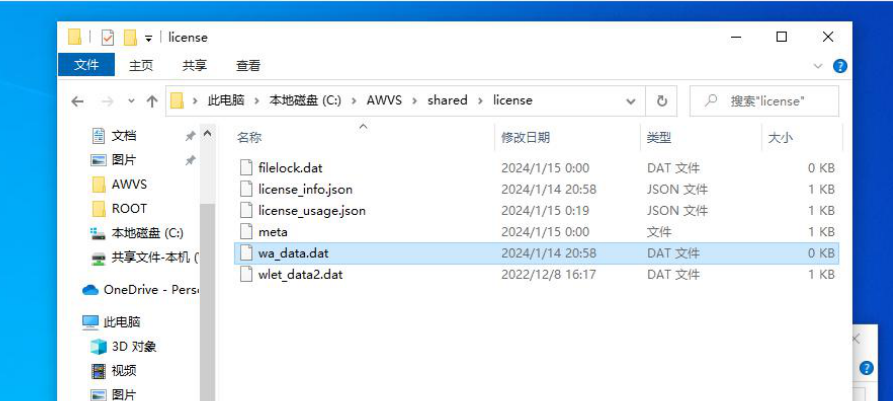 license
文件 主页 共享 查看
此电脑 › 本地磁盘 (C:) › AWVS › shared › license 搜索"license"
名称 修改日期 类型 大小
filelock.dat 2024/1/15 0:00 DAT 文件 0 KB
license_info.json 2024/1/14 20:58 JSON 文件 1 KB
license_usage.json 2024/1/15 0:19 JSON 文件 1 KB
meta 2024/1/15 0:00 文件 1 KB
wa_data.dat 2024/1/14 20:58 DAT 文件 0 KB
wlet_data2.dat 2022/12/8 16:17 DAT 文件 1 KB
文档
图片
AWVS
ROOT
本地磁盘 (C:)
共享文件-本机 (
OneDrive - Pers
此电脑
3D 对象
视频
图片